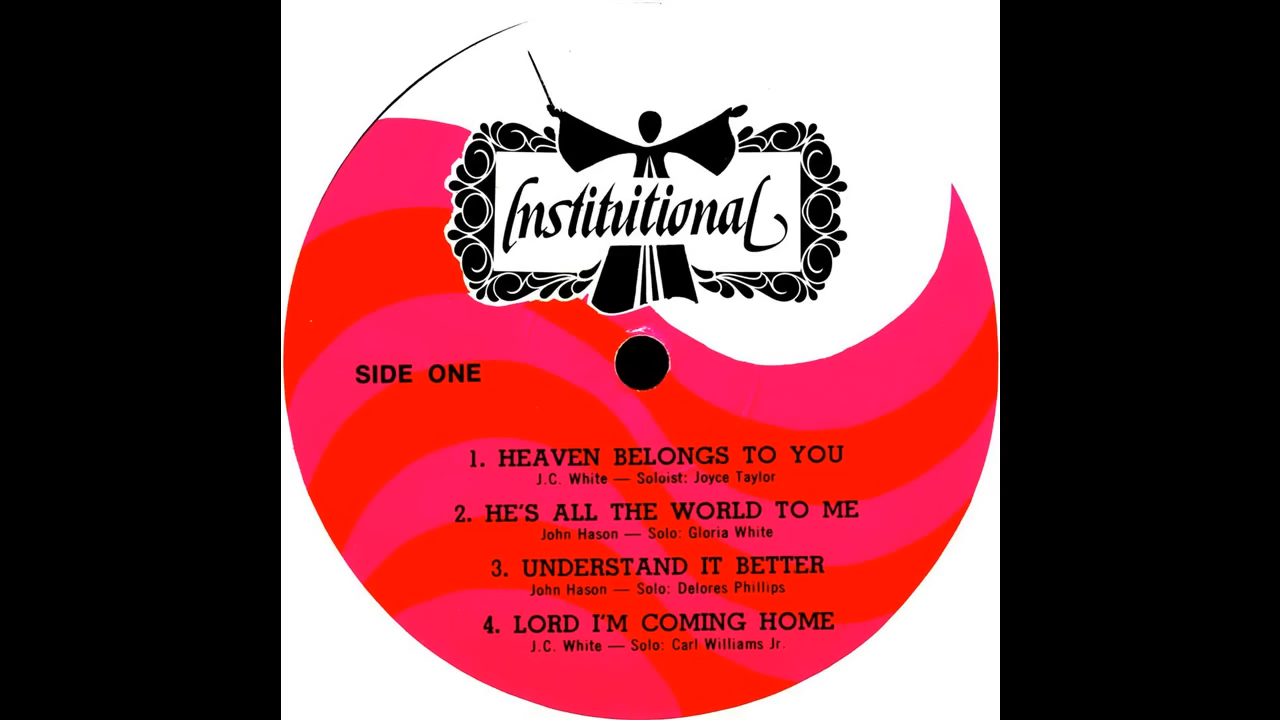 Institutional
SIDE ONE
1. HEAVEN BELONGS TO YOU
J.C. White — Soloist: Joyce Taylor
2. HE'S ALL THE WORLD TO ME
John Hason — Solo: Gloria White
3. UNDERSTAND IT BETTER
John Hason — Solo: Delores Phillips
4. LORD I'M COMING HOME
J.C. White — Solo: Carl Williams Jr.